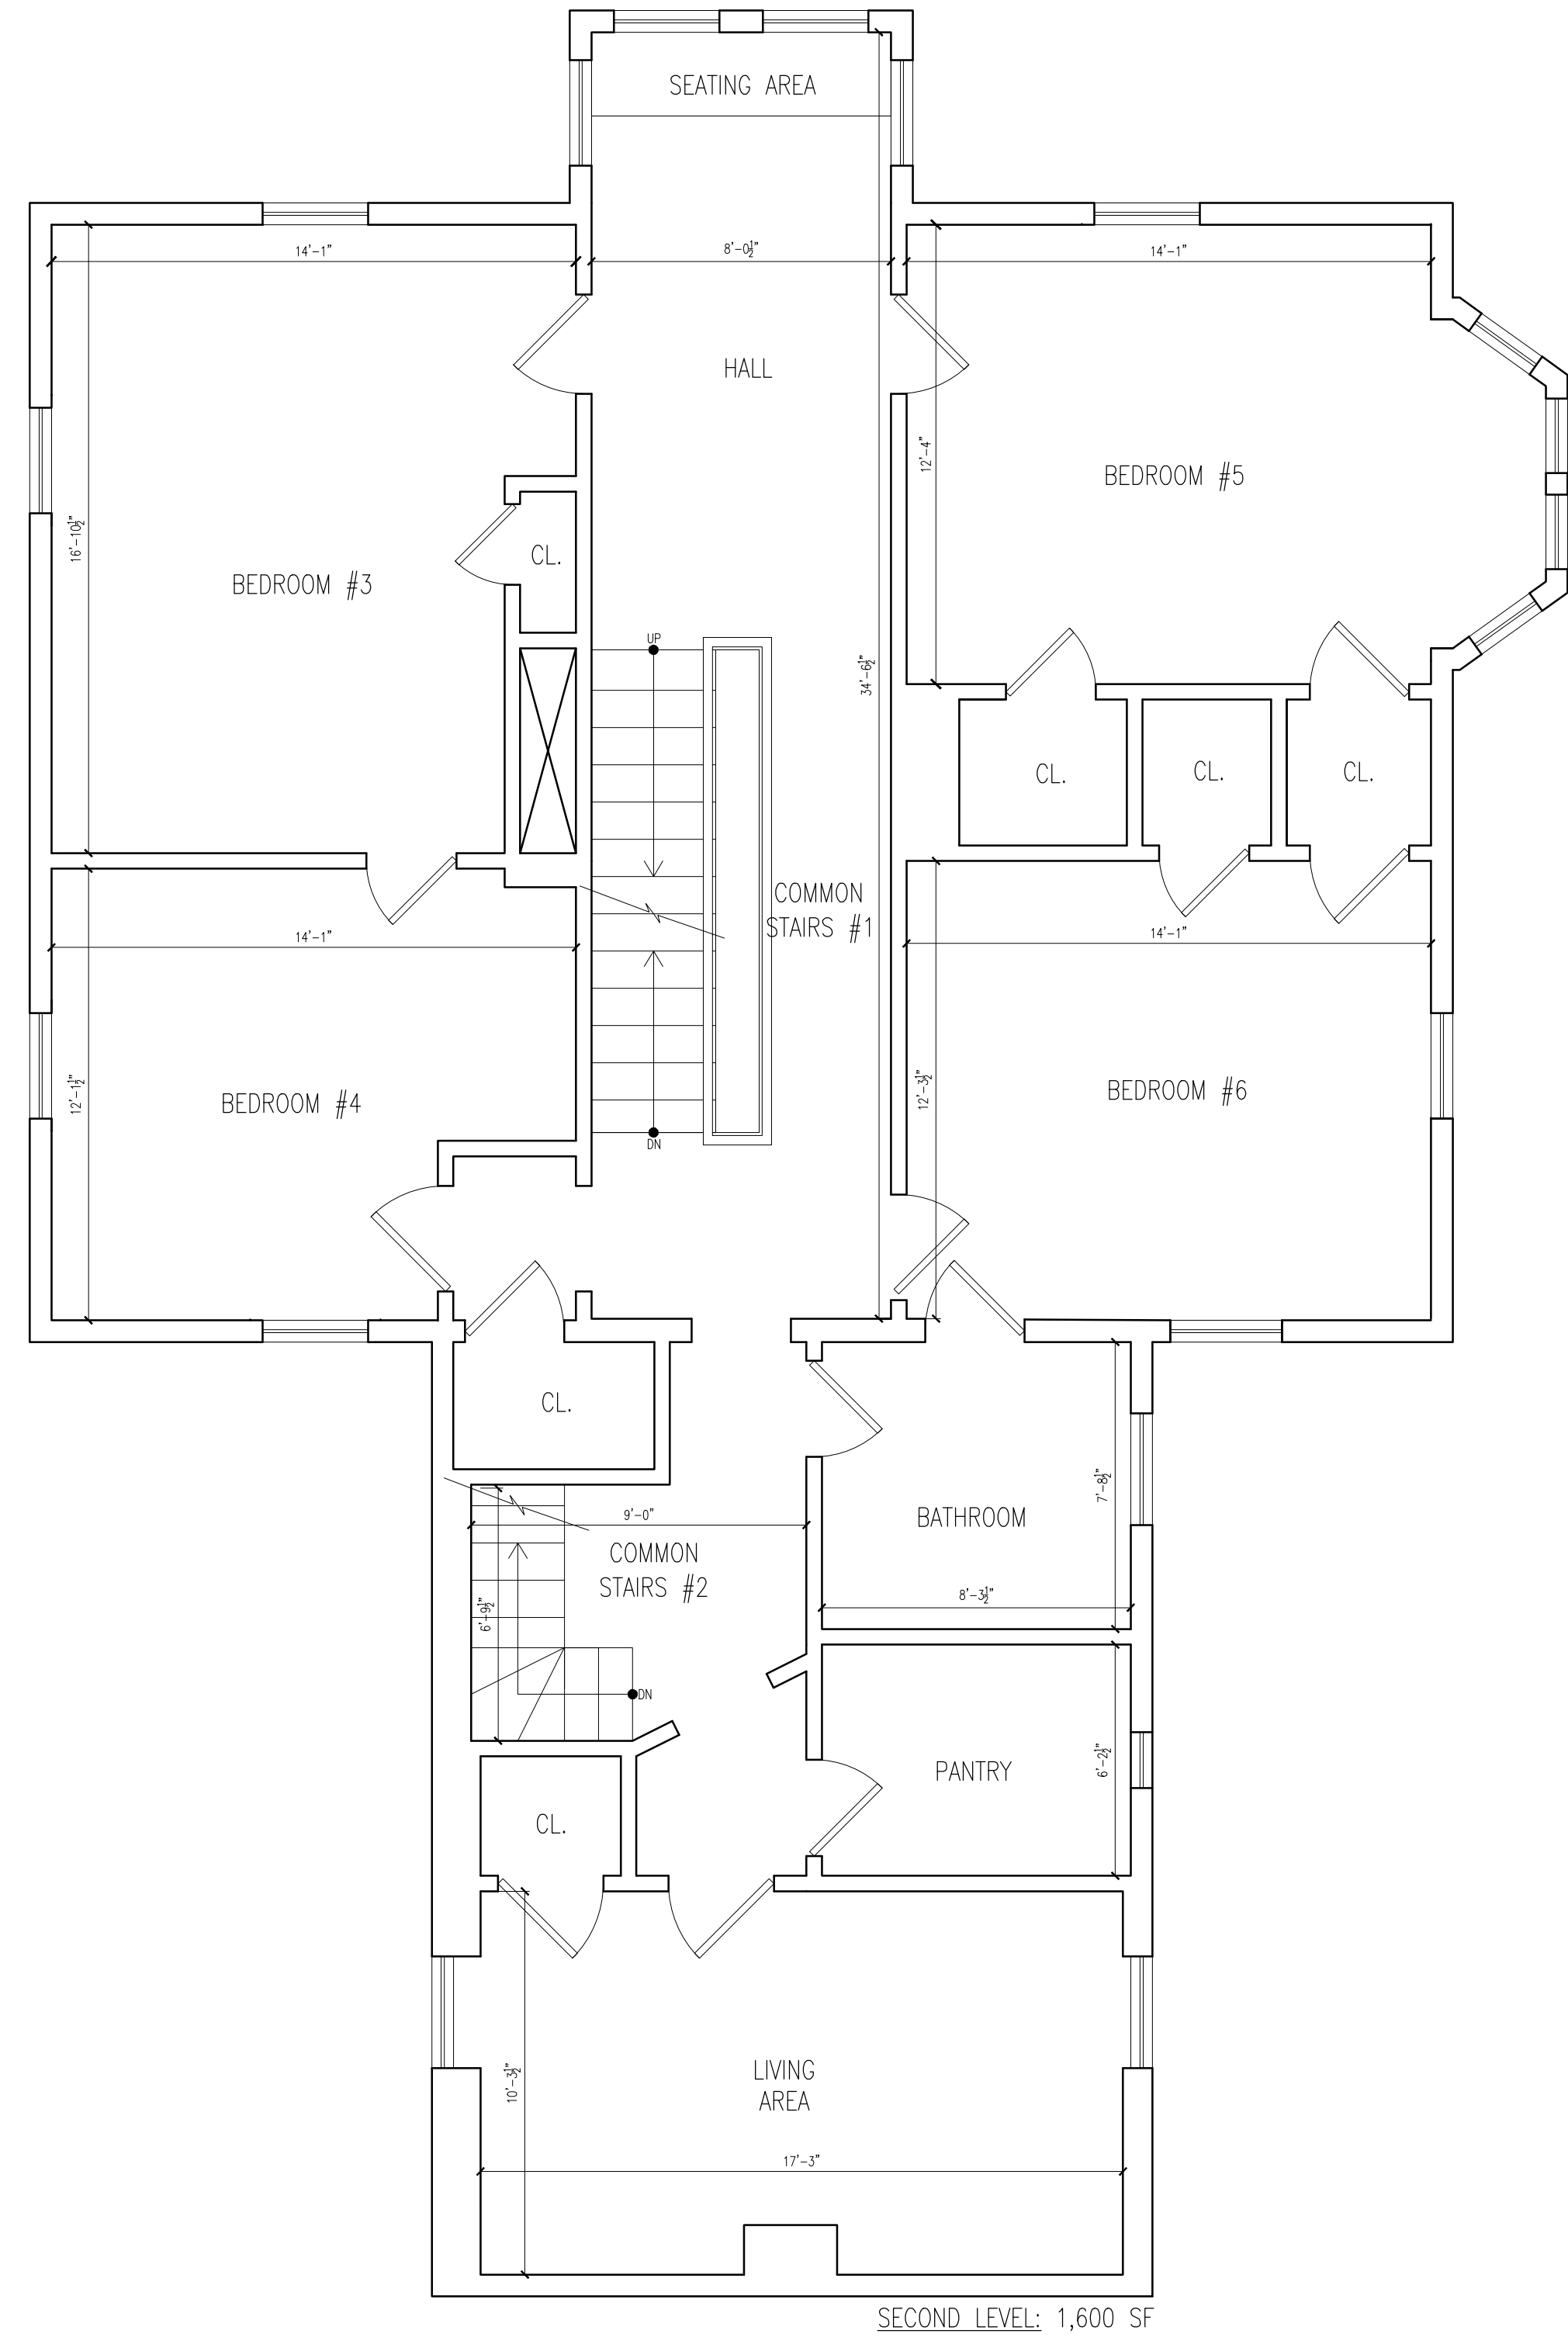 SEATING AREA
14'-1"
8'-0½"
14'-1"
HALL
12'-4"
BEDROOM #5
16'-10½"
CL.
BEDROOM #3
UP
34'-6½"
CL.
CL.
CL.
COMMON
STAIRS #1
14'-1"
14'-1"
12'-1½"
BEDROOM #4
12'-3½"
BEDROOM #6
DN
CL.
7'-8½"
BATHROOM
9'-0"
COMMON
STAIRS #2
6'-9½"
8'-3½"
DN
PANTRY
6'-2½"
CL.
LIVING
AREA
10'-3½"
17'-3"
SECOND LEVEL: 1,600 SF